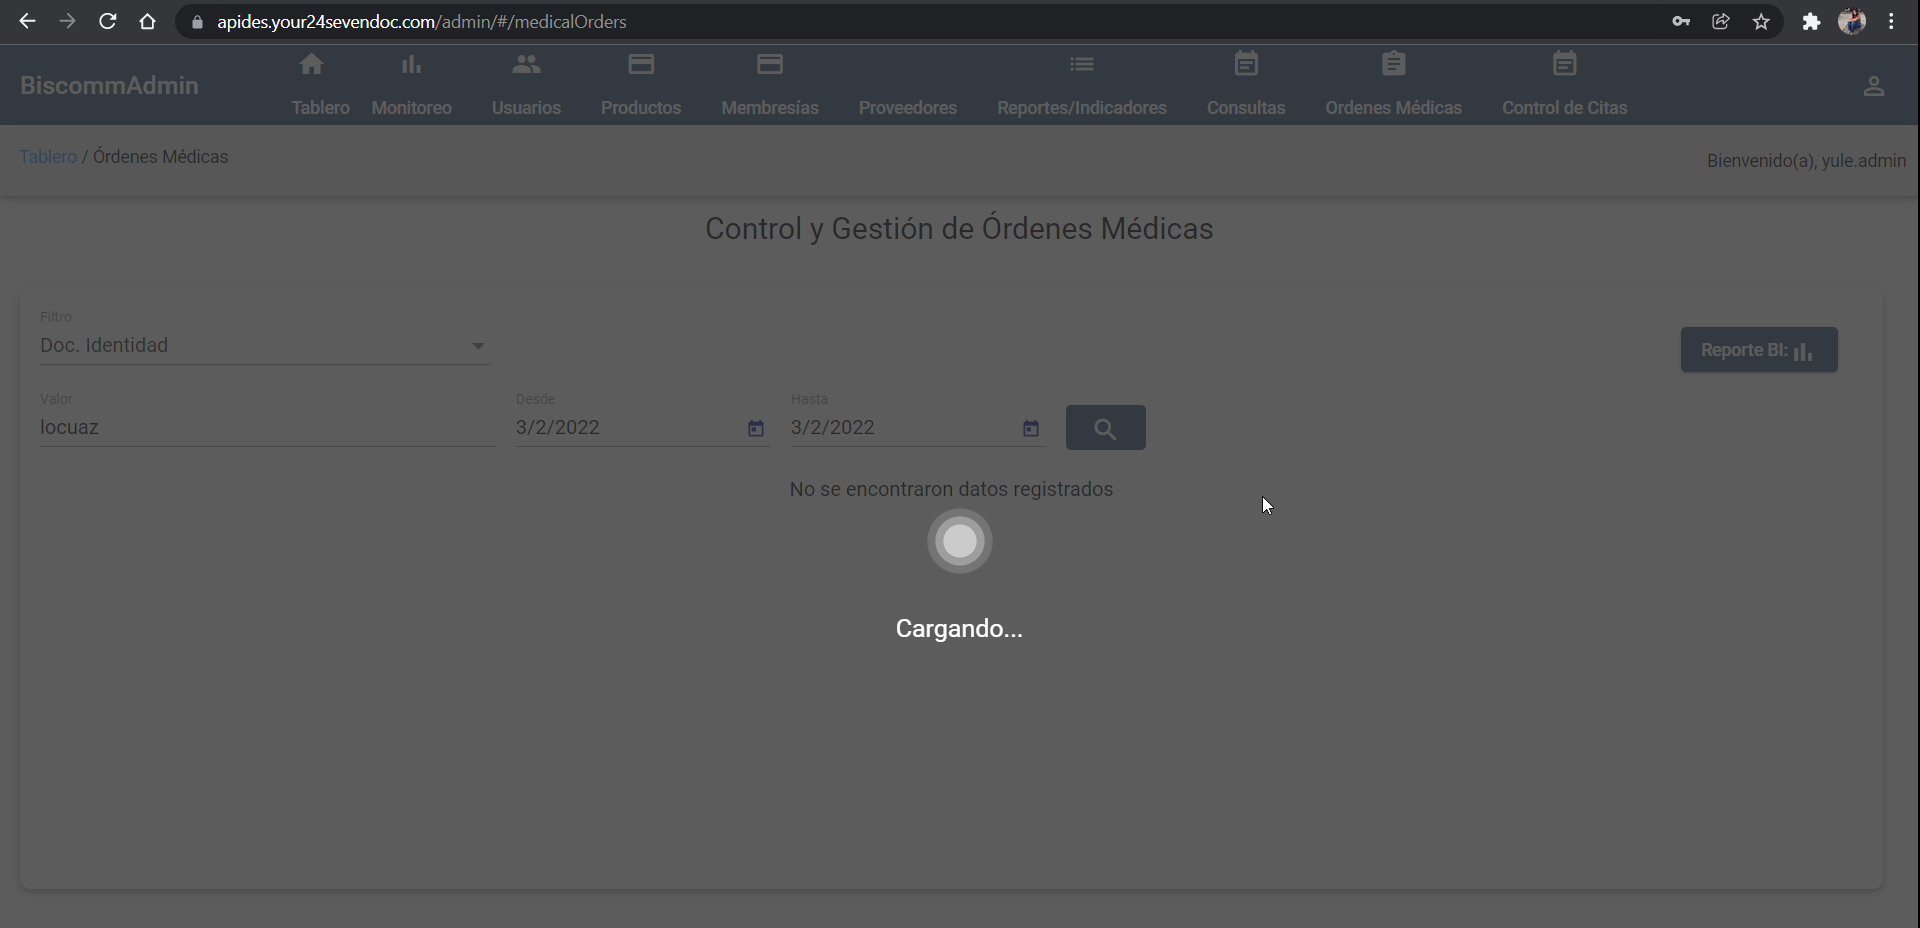 apides.your24sevendoc.com/admin/#/medicalOrders
BiscommAdmin
Tablero Monitoreo Usuarios Productos Membresías Proveedores Reportes/Indicadores Consultas Ordenes Médicas Control de Citas
Tablero / Órdenes Médicas
Bienvenido(a), yule.admin
Control y Gestión de Órdenes Médicas
Filtro
Doc. Identidad
Reporte BI:
Valor Desde Hasta
locuaz 3/2/2022 3/2/2022
No se encontraron datos registrados
Cargando...